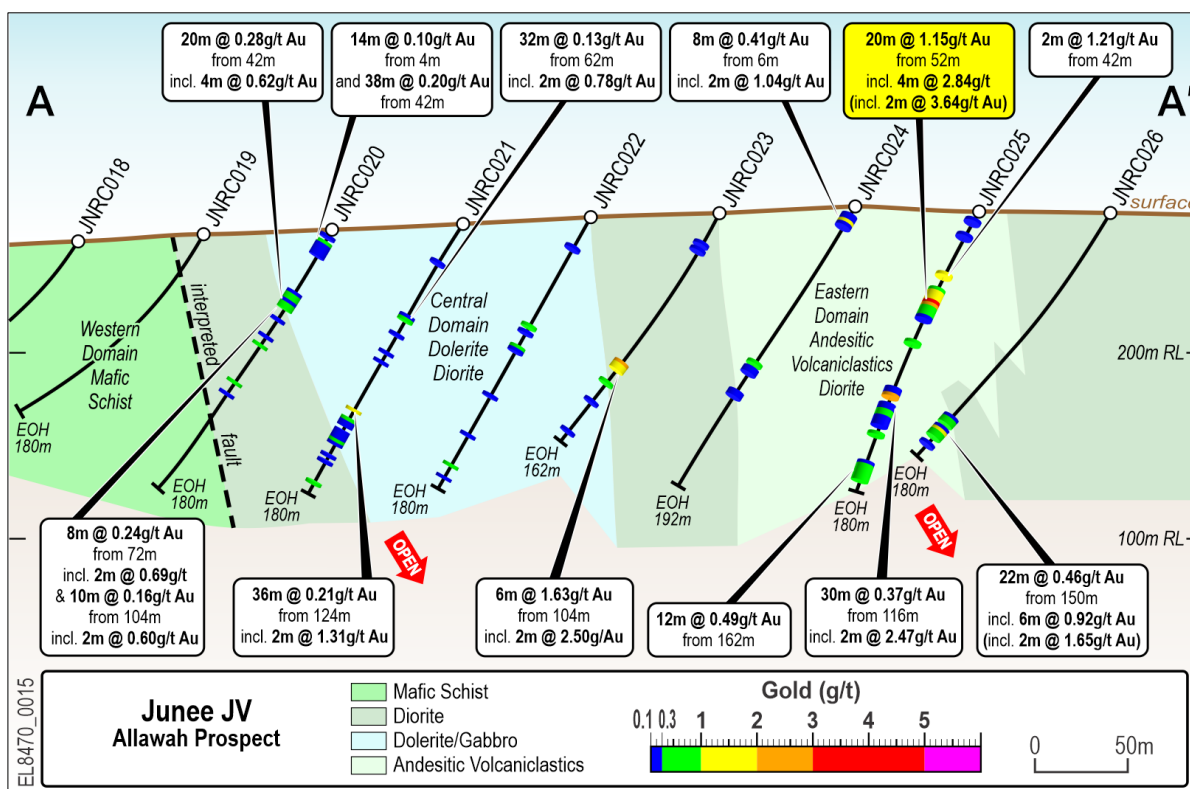 20m @ 0.28g/t Au
from 42m
incl. 4m @ 0.62g/t Au
14m @ 0.10g/t Au
from 4m
and 38m @ 0.20g/t Au
from 42m
32m @ 0.13g/t Au
from 62m
incl. 2m @ 0.78g/t Au
8m @ 0.41g/t Au
from 6m
incl. 2m @ 1.04g/t Au
20m @ 1.15g/t Au
from 52m
incl. 4m @ 2.84g/t
(incl. 2m @ 3.64g/t Au)
2m @ 1.21g/t Au
from 42m
A
A'
JNRC018
JNRC019
JNRC020
JNRC021
JNRC022
JNRC023
JNRC024
JNRC025
JNRC026
surface
Western
Domain
Mafic
Schist
interpreted
fault
Central
Domain
Dolerite
Diorite
Eastern
Domain
Andesitic
Volcaniclastics
Diorite
200m RL
100m RL
EOH
180m
EOH
180m
EOH
180m
EOH
180m
EOH
162m
EOH
192m
EOH
180m
EOH
180m
OPEN
OPEN
8m @ 0.24g/t Au
from 72m
incl. 2m @ 0.69g/t
& 10m @ 0.16g/t Au
from 104m
incl. 2m @ 0.60g/t Au
36m @ 0.21g/t Au
from 124m
incl. 2m @ 1.31g/t Au
6m @ 1.63g/t Au
from 104m
incl. 2m @ 2.50g/Au
12m @ 0.49g/t Au
from 162m
30m @ 0.37g/t Au
from 116m
incl. 2m @ 2.47g/t Au
22m @ 0.46g/t Au
from 150m
incl. 6m @ 0.92g/t Au
(incl. 2m @ 1.65g/t Au)
EL8470_0015
Junee JV
Allawah Prospect
Mafic Schist
Diorite
Dolerite/Gabbro
Andesitic Volcaniclastics
Gold (g/t)
0.1 0.3 1 2 3 4 5
0 50m